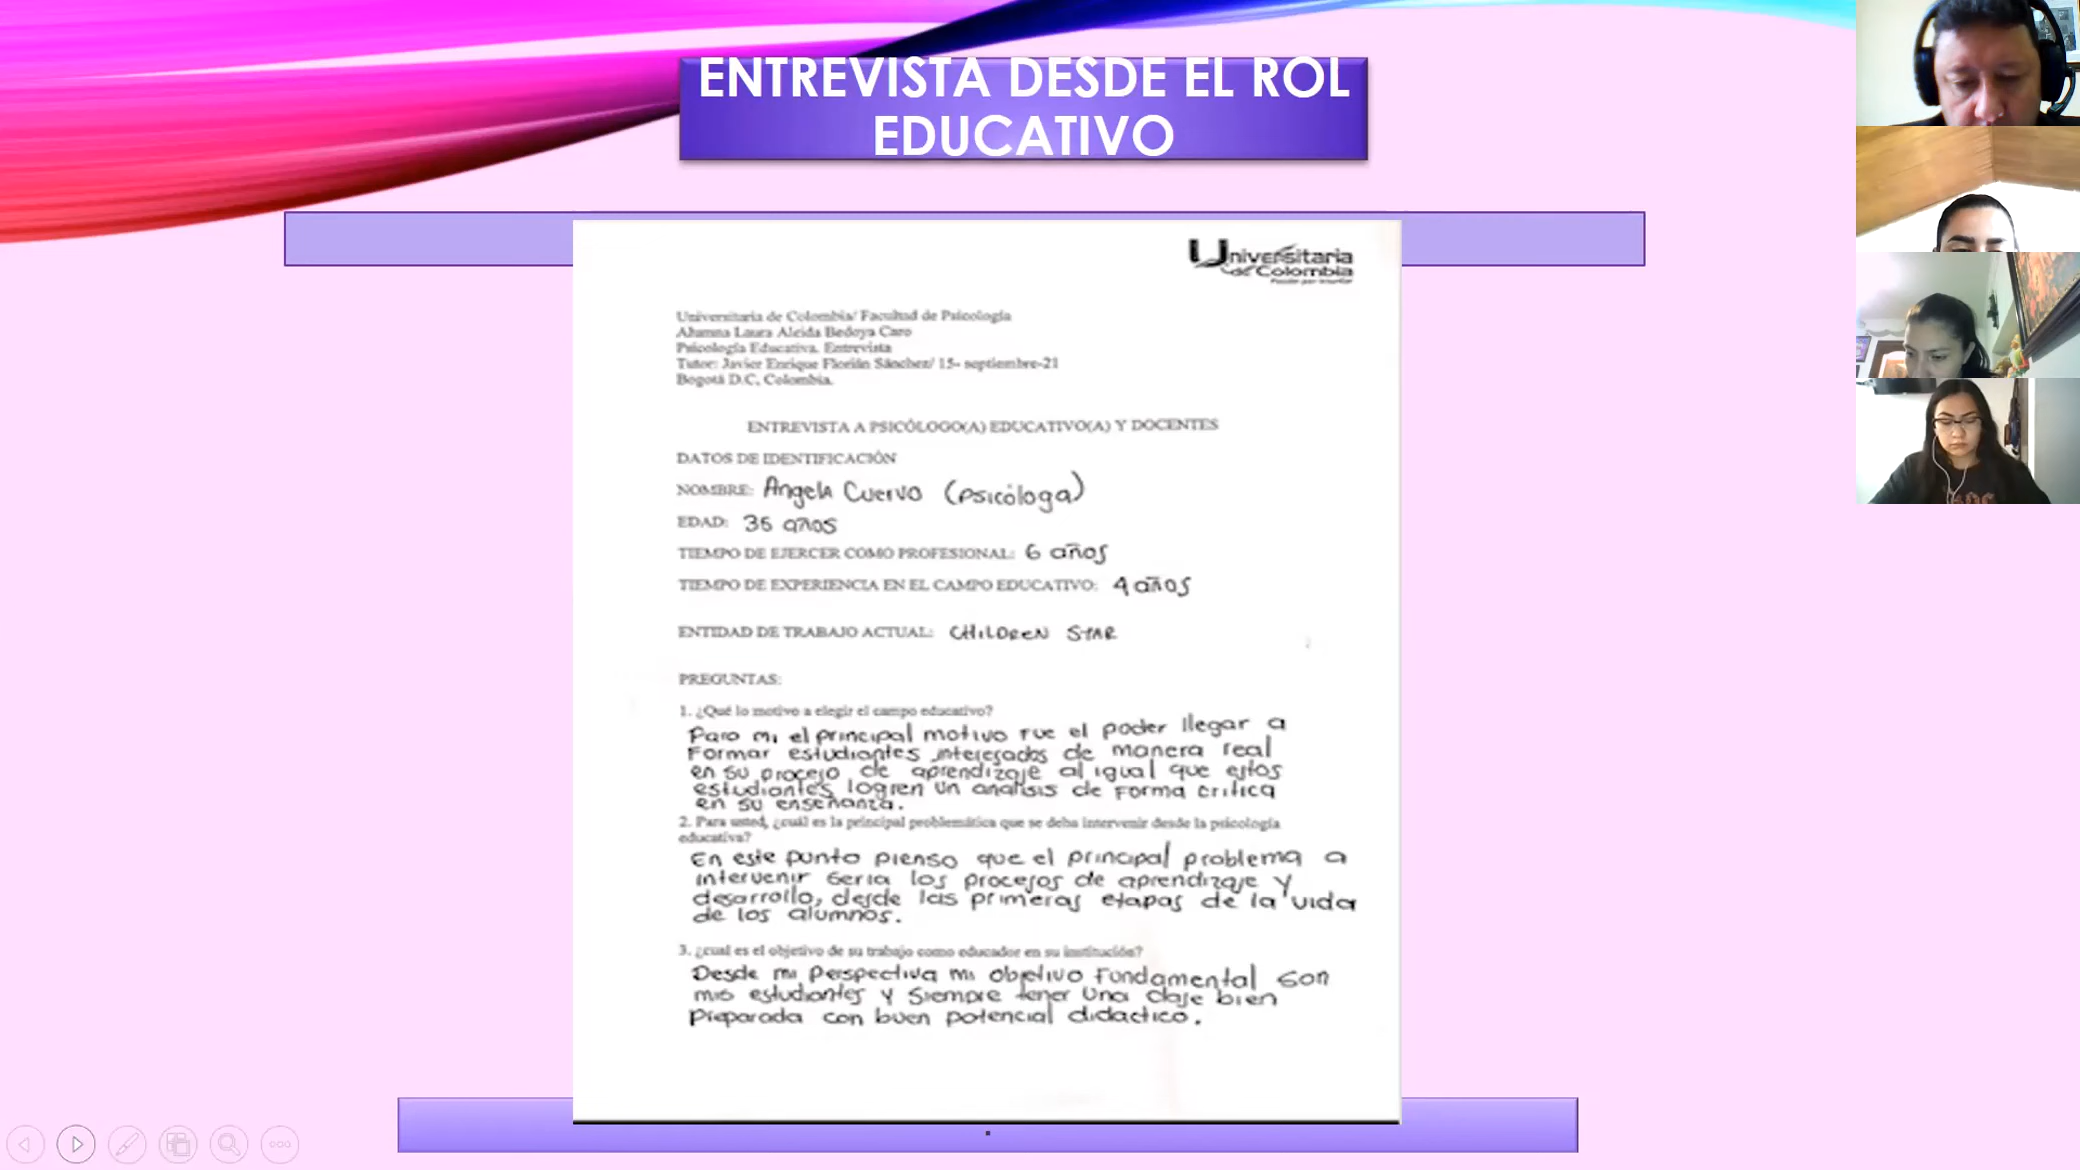 ENTREVISTA DESDE EL ROL
EDUCATIVO
Universitaria
de Colombia
Universitaria de Colombia/ Facultad de Psicología
Alumna Laura Alcida Bedoya Caro
Psicología Educativa. Entrevista
Tutor: Javier Enrique Florián Sánchez/ 15- septiembre-21
Bogotá D.C, Colombia.
ENTREVISTA A PSICÓLOGO(A) EDUCATIVO(A) Y DOCENTES
DATOS DE IDENTIFICACIÓN
NOMBRE: Angela Cuervo (psicóloga)
EDAD: 36 años
TIEMPO DE EJERCER COMO PROFESIONAL: 6 años
TIEMPO DE EXPERIENCIA EN EL CAMPO EDUCATIVO: 4 años
ENTIDAD DE TRABAJO ACTUAL: CHILDREN STAR
PREGUNTAS:
1. ¿Qué lo motivo a elegir el campo educativo?
Para mi el principal motivo fue el poder llegar a
Formar estudiantes interesados de manera real
en su proceso de aprendizaje al igual que estos
estudiantes logren un analisis de forma critica
en su enseñanza.
2. Para usted, ¿cuál es la principal problemática que se deba intervenir desde la psicología
educativa?
En este punto pienso que el principal problema a
intervenir seria los procesos de aprendizaje y
desarrollo, desde las primeras etapas de la vida
de los alumnos.
3. ¿cual es el objetivo de su trabajo como educador en su institución?
Desde mi perspectiva mi objetivo fundamental son
mis estudiantes y siempre tener una clase bien
preparada con buen potencial didactico.